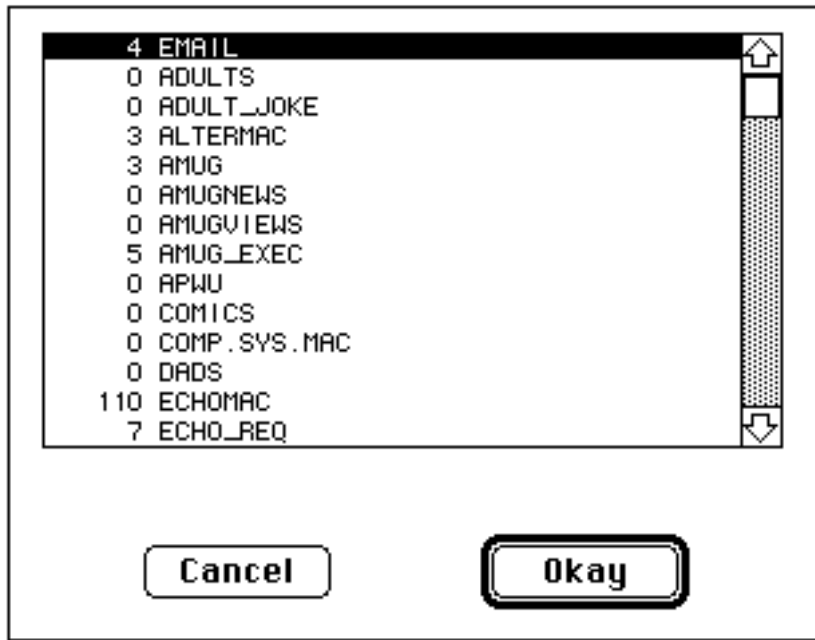 4 EMAIL
0 ADULTS
0 ADULT_JOKE
3 ALTERMAC
3 AMUG
0 AMUGNEWS
0 AMUGVIEWS
5 AMUG_EXEC
0 APWU
0 COMICS
0 COMP.SYS.MAC
0 DADS
110 ECHOMAC
7 ECHO_REQ
Cancel Okay